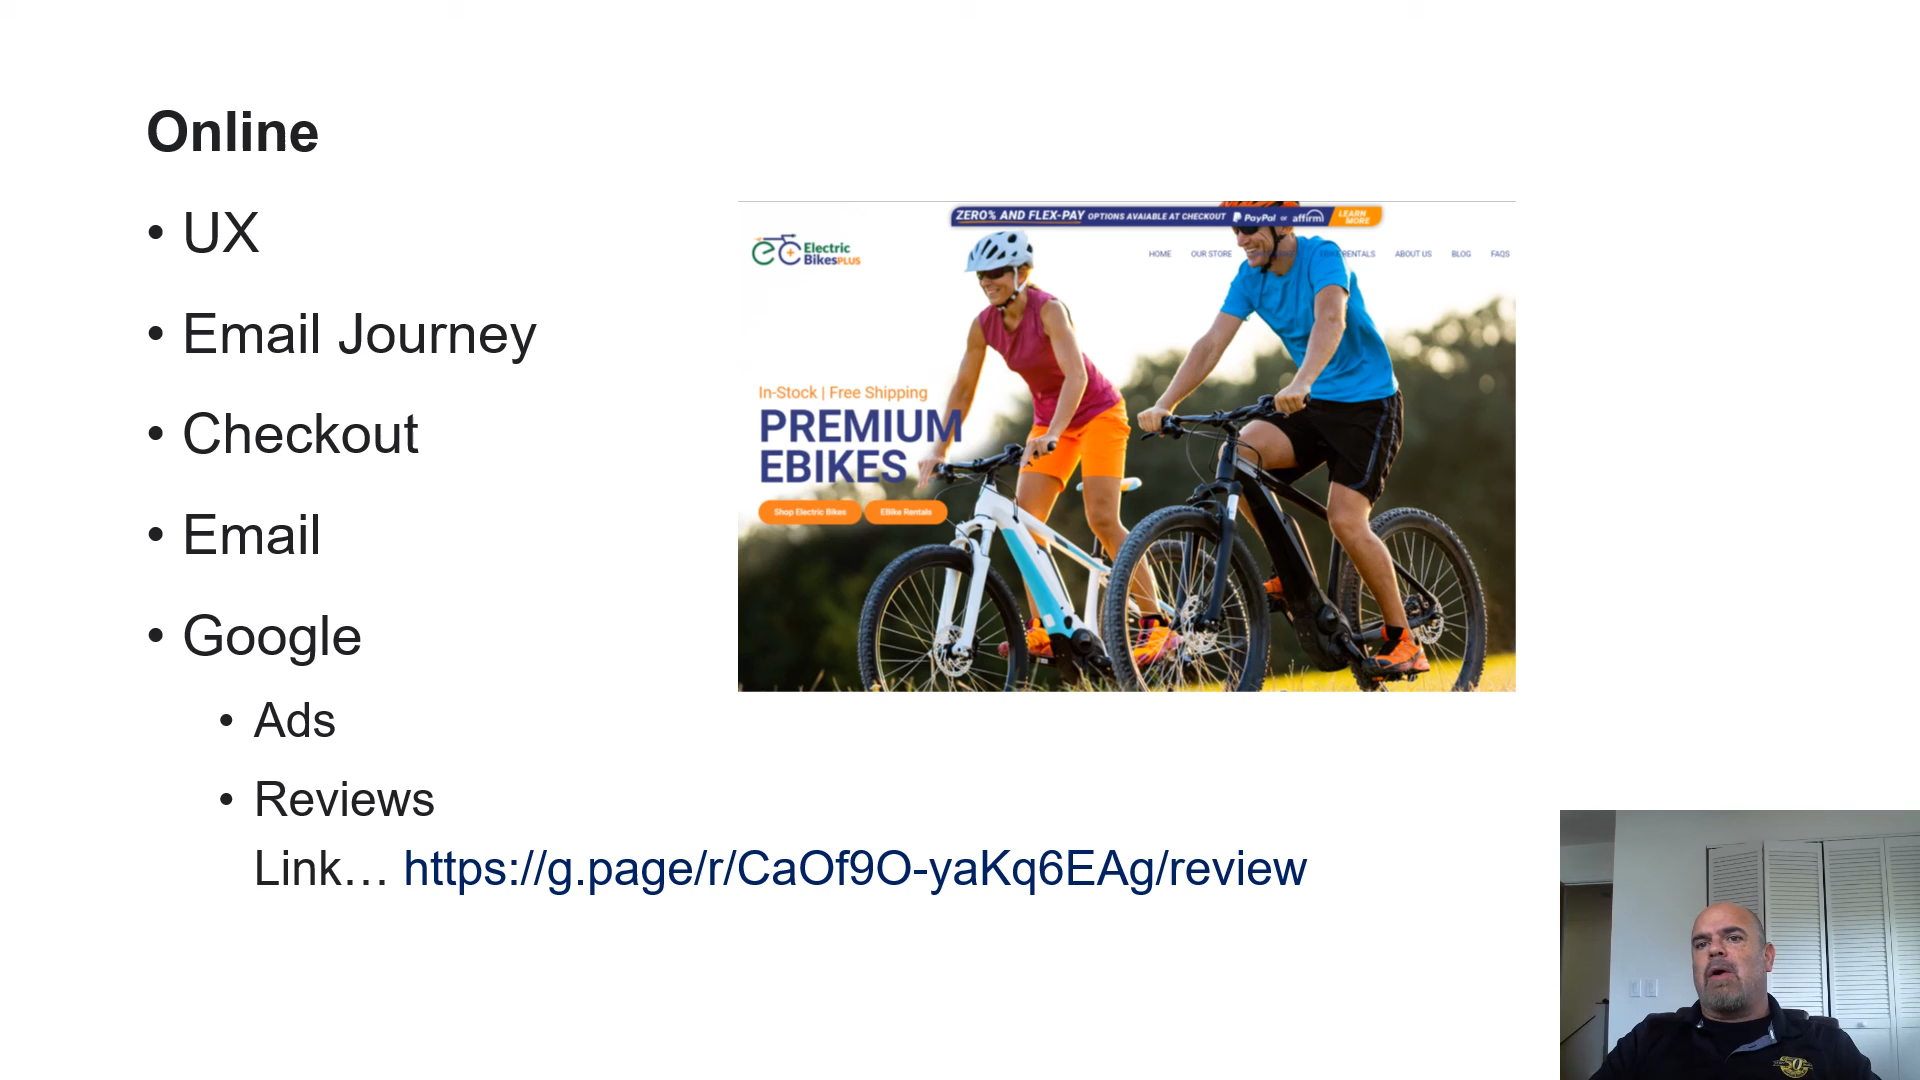 Online
• UX
• Email Journey
• Checkout
• Email
• Google
• Ads
• Reviews
Link… https://g.page/r/CaOf9O-yaKq6EAg/review
ZERO% AND FLEX-PAY OPTIONS AVAIABLE AT CHECKOUT PayPal or affirm LEARN MORE
Electric
BikesPLUS
HOME OUR STORE RENTALS ABOUT US BLOG FAQS
In-Stock | Free Shipping
PREMIUM
EBIKES
Shop Electric Bikes EBike Rentals
50